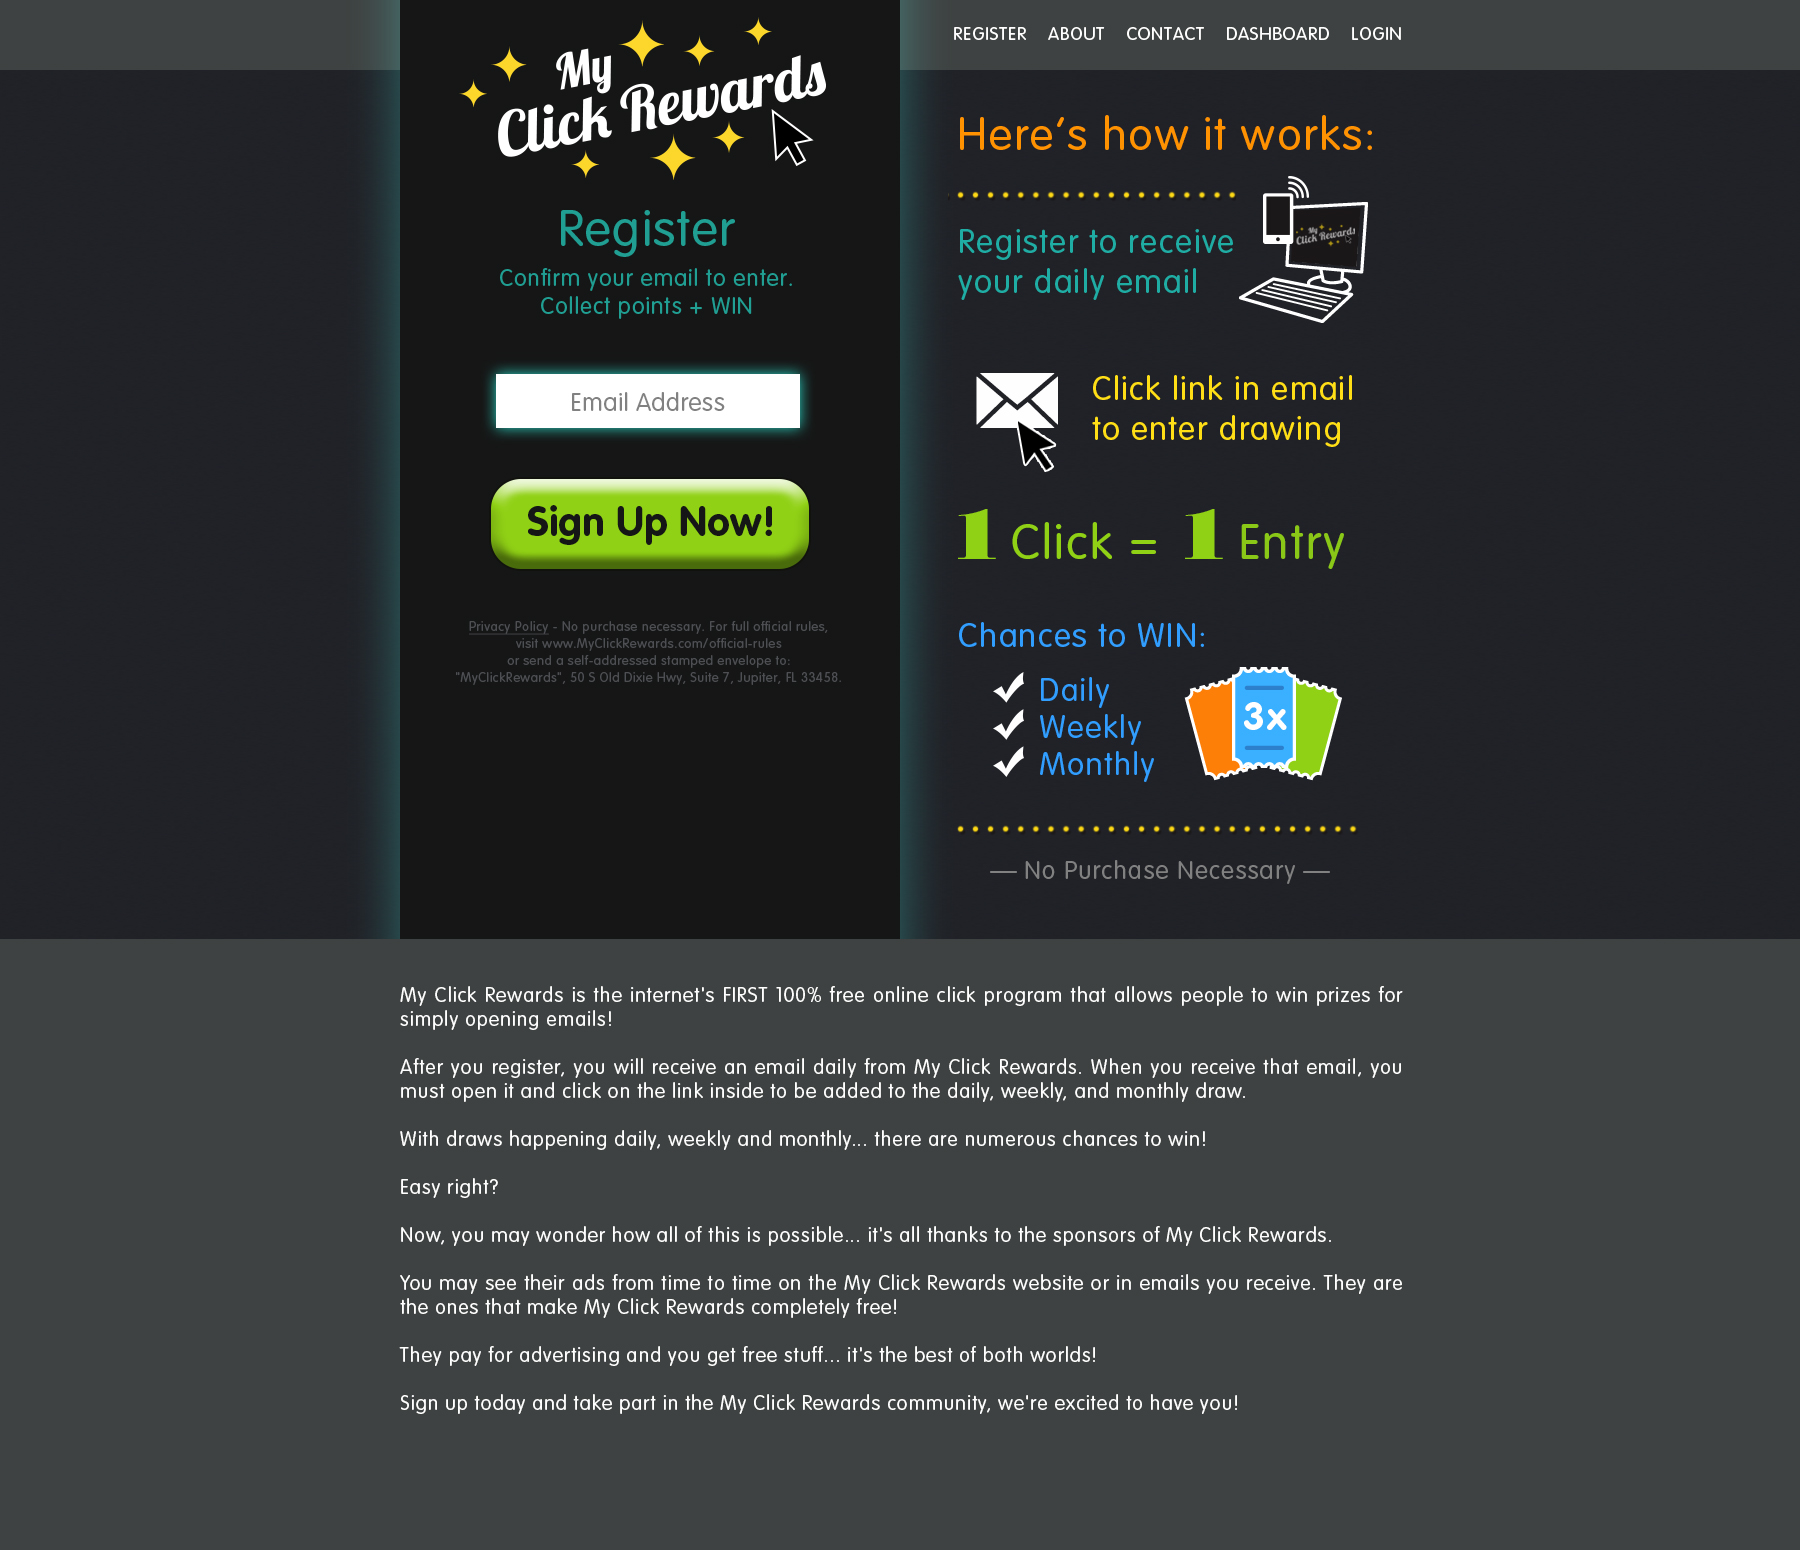 REGISTER ABOUT CONTACT DASHBOARD LOGIN
My
Click Rewards
Register
Confirm your email to enter.
Collect points + WIN
Email Address
Sign Up Now!
Privacy Policy - No purchase necessary. For full official rules,
visit www.MyClickRewards.com/official-rules
or send a self-addressed stamped envelope to:
"MyClickRewards", 50 S Old Dixie Hwy, Suite 7, Jupiter, FL 33458.
Here's how it works:
Register to receive
your daily email
My
Click Rewards
Click link in email
to enter drawing
1 Click = 1 Entry
Chances to WIN:
Daily
Weekly
Monthly
3x
— No Purchase Necessary —
My Click Rewards is the internet's FIRST 100% free online click program that allows people to win prizes for
simply opening emails!
After you register, you will receive an email daily from My Click Rewards. When you receive that email, you
must open it and click on the link inside to be added to the daily, weekly, and monthly draw.
With draws happening daily, weekly and monthly... there are numerous chances to win!
Easy right?
Now, you may wonder how all of this is possible... it's all thanks to the sponsors of My Click Rewards.
You may see their ads from time to time on the My Click Rewards website or in emails you receive. They are
the ones that make My Click Rewards completely free!
They pay for advertising and you get free stuff... it's the best of both worlds!
Sign up today and take part in the My Click Rewards community, we're excited to have you!